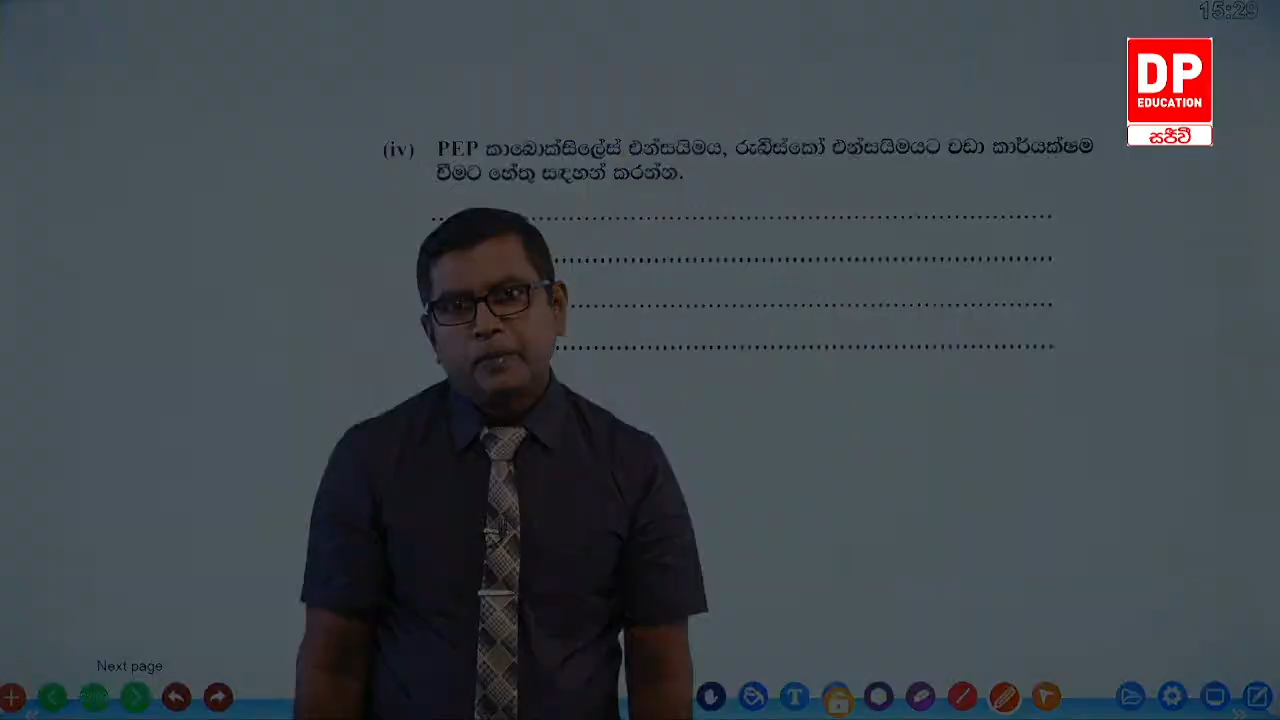 15:29
DP
EDUCATION
සජීවී
(iv) PEP කාබොක්සිලේස් එන්සයිමය, රුබිස්කෝ එන්සයිමයට වඩා කාර්යක්ෂම
වීමට හේතු සඳහන් කරන්න.
Next page
T